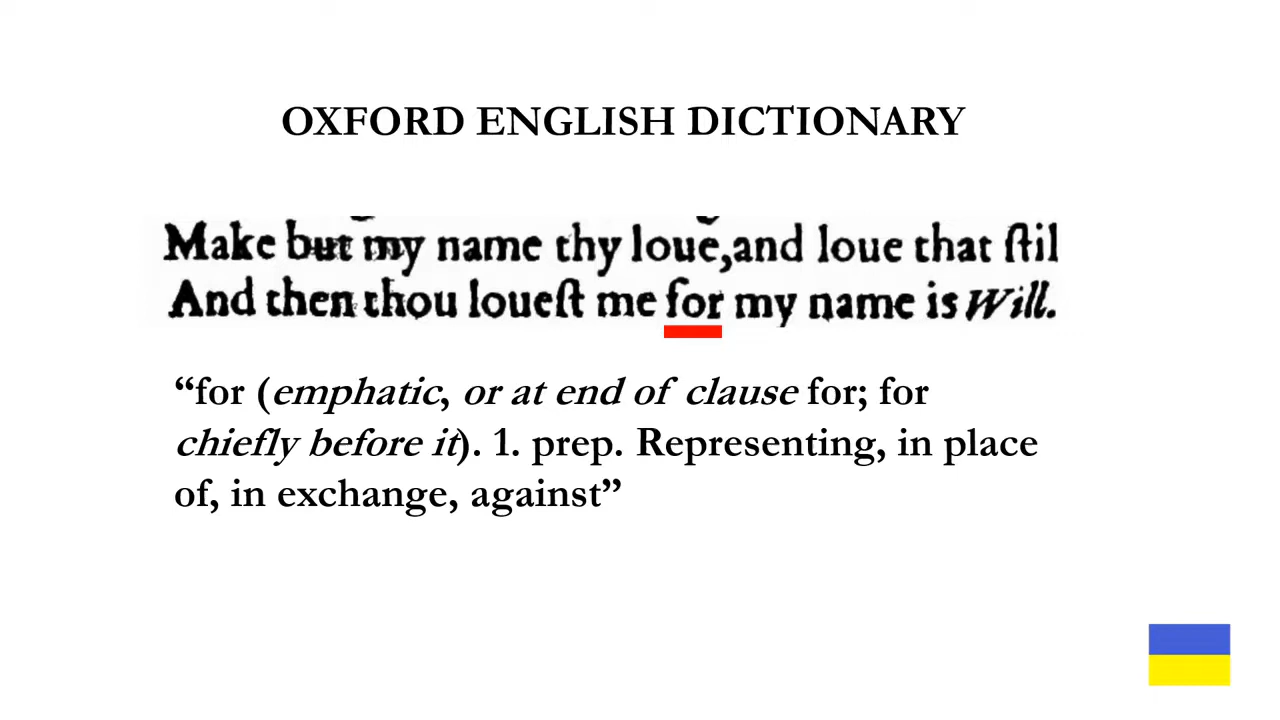 OXFORD ENGLISH DICTIONARY
Make but my name thy loue,and loue that ſtil
And then thou loueſt me for my name is Will.
“for (emphatic, or at end of clause for; for
chiefly before it). 1. prep. Representing, in place
of, in exchange, against”